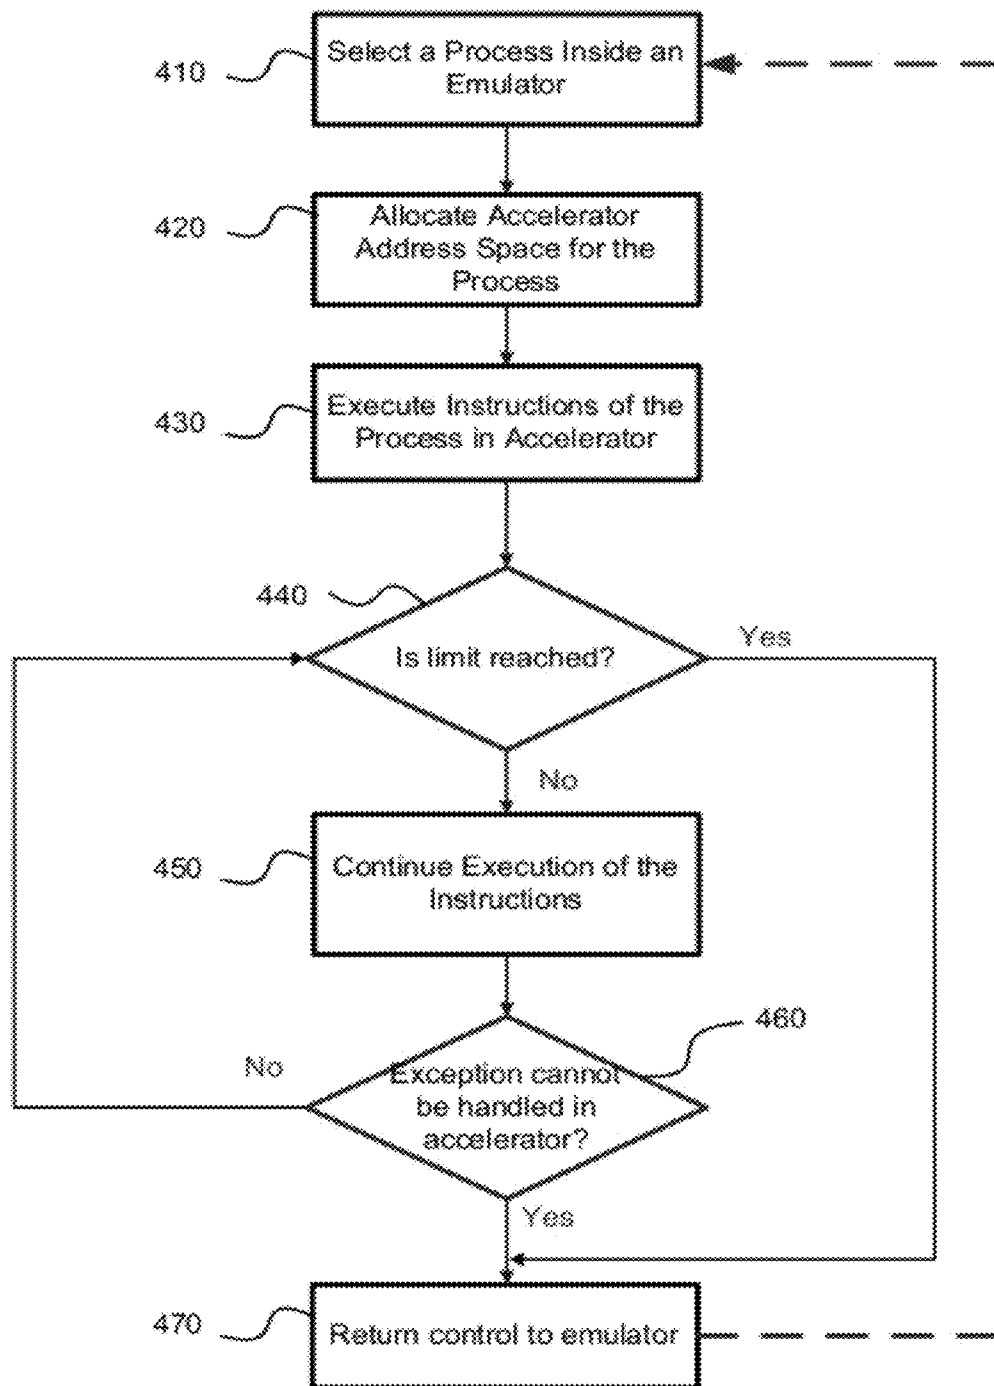 410
Select a Process Inside an
Emulator
420
Allocate Accelerator
Address Space for the
Process
430
Execute Instructions of the
Process in Accelerator
440
Is limit reached?
Yes
No
450
Continue Execution of the
Instructions
460
No
Exception cannot
be handled in
accelerator?
Yes
470
Return control to emulator